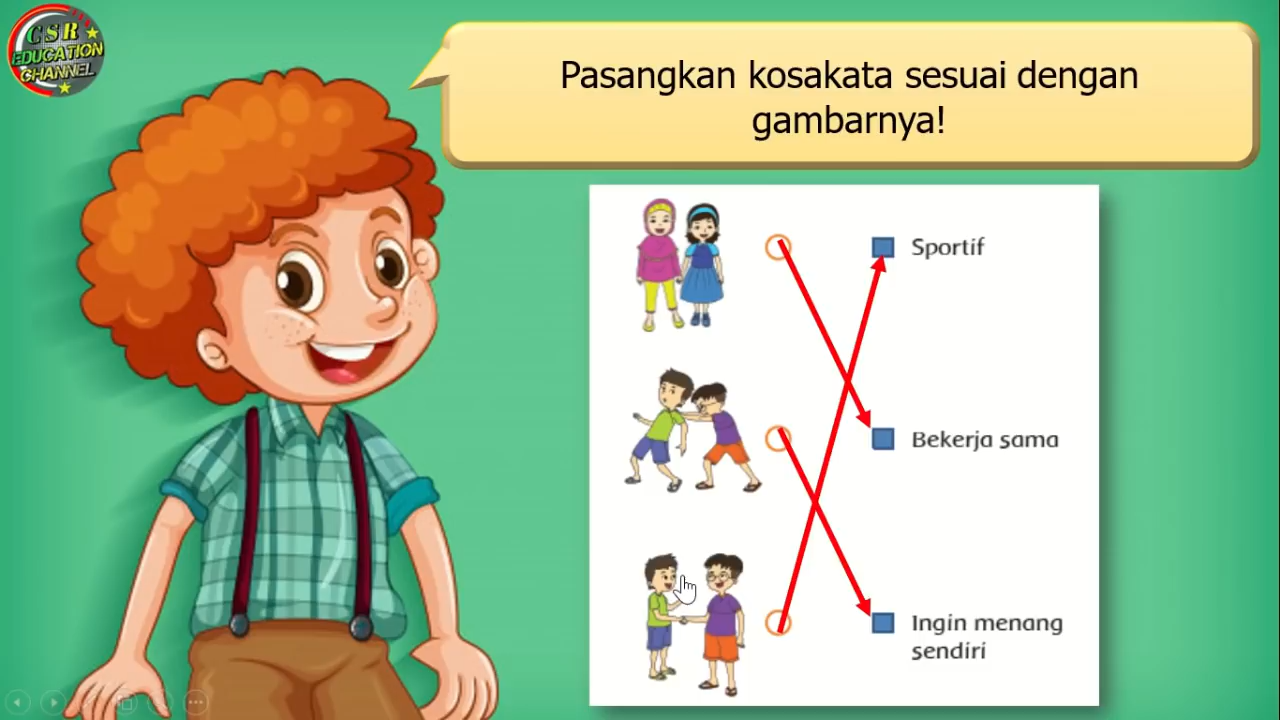 CSR
EDUCATION
CHANNEL
Pasangkan kosakata sesuai dengan
gambarnya!
Sportif
Bekerja sama
Ingin menang
sendiri